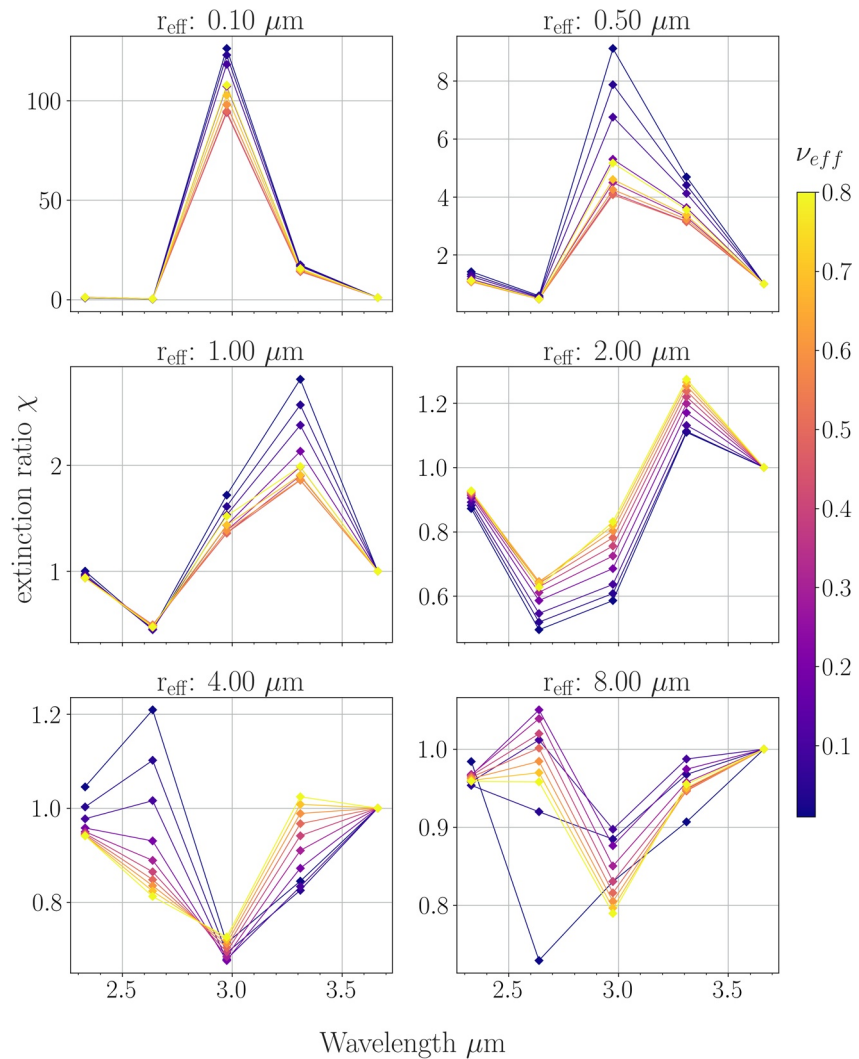 r_eff: 0.10 μm
r_eff: 0.50 μm
100
50
0
8
6
4
2
ν_eff
0.8
0.7
0.6
0.5
0.4
0.3
0.2
0.1
r_eff: 1.00 μm
r_eff: 2.00 μm
extinction ratio χ
2
1
1.2
1.0
0.8
0.6
r_eff: 4.00 μm
r_eff: 8.00 μm
1.2
1.0
0.8
1.0
0.9
0.8
2.5 3.0 3.5
2.5 3.0 3.5
Wavelength μm